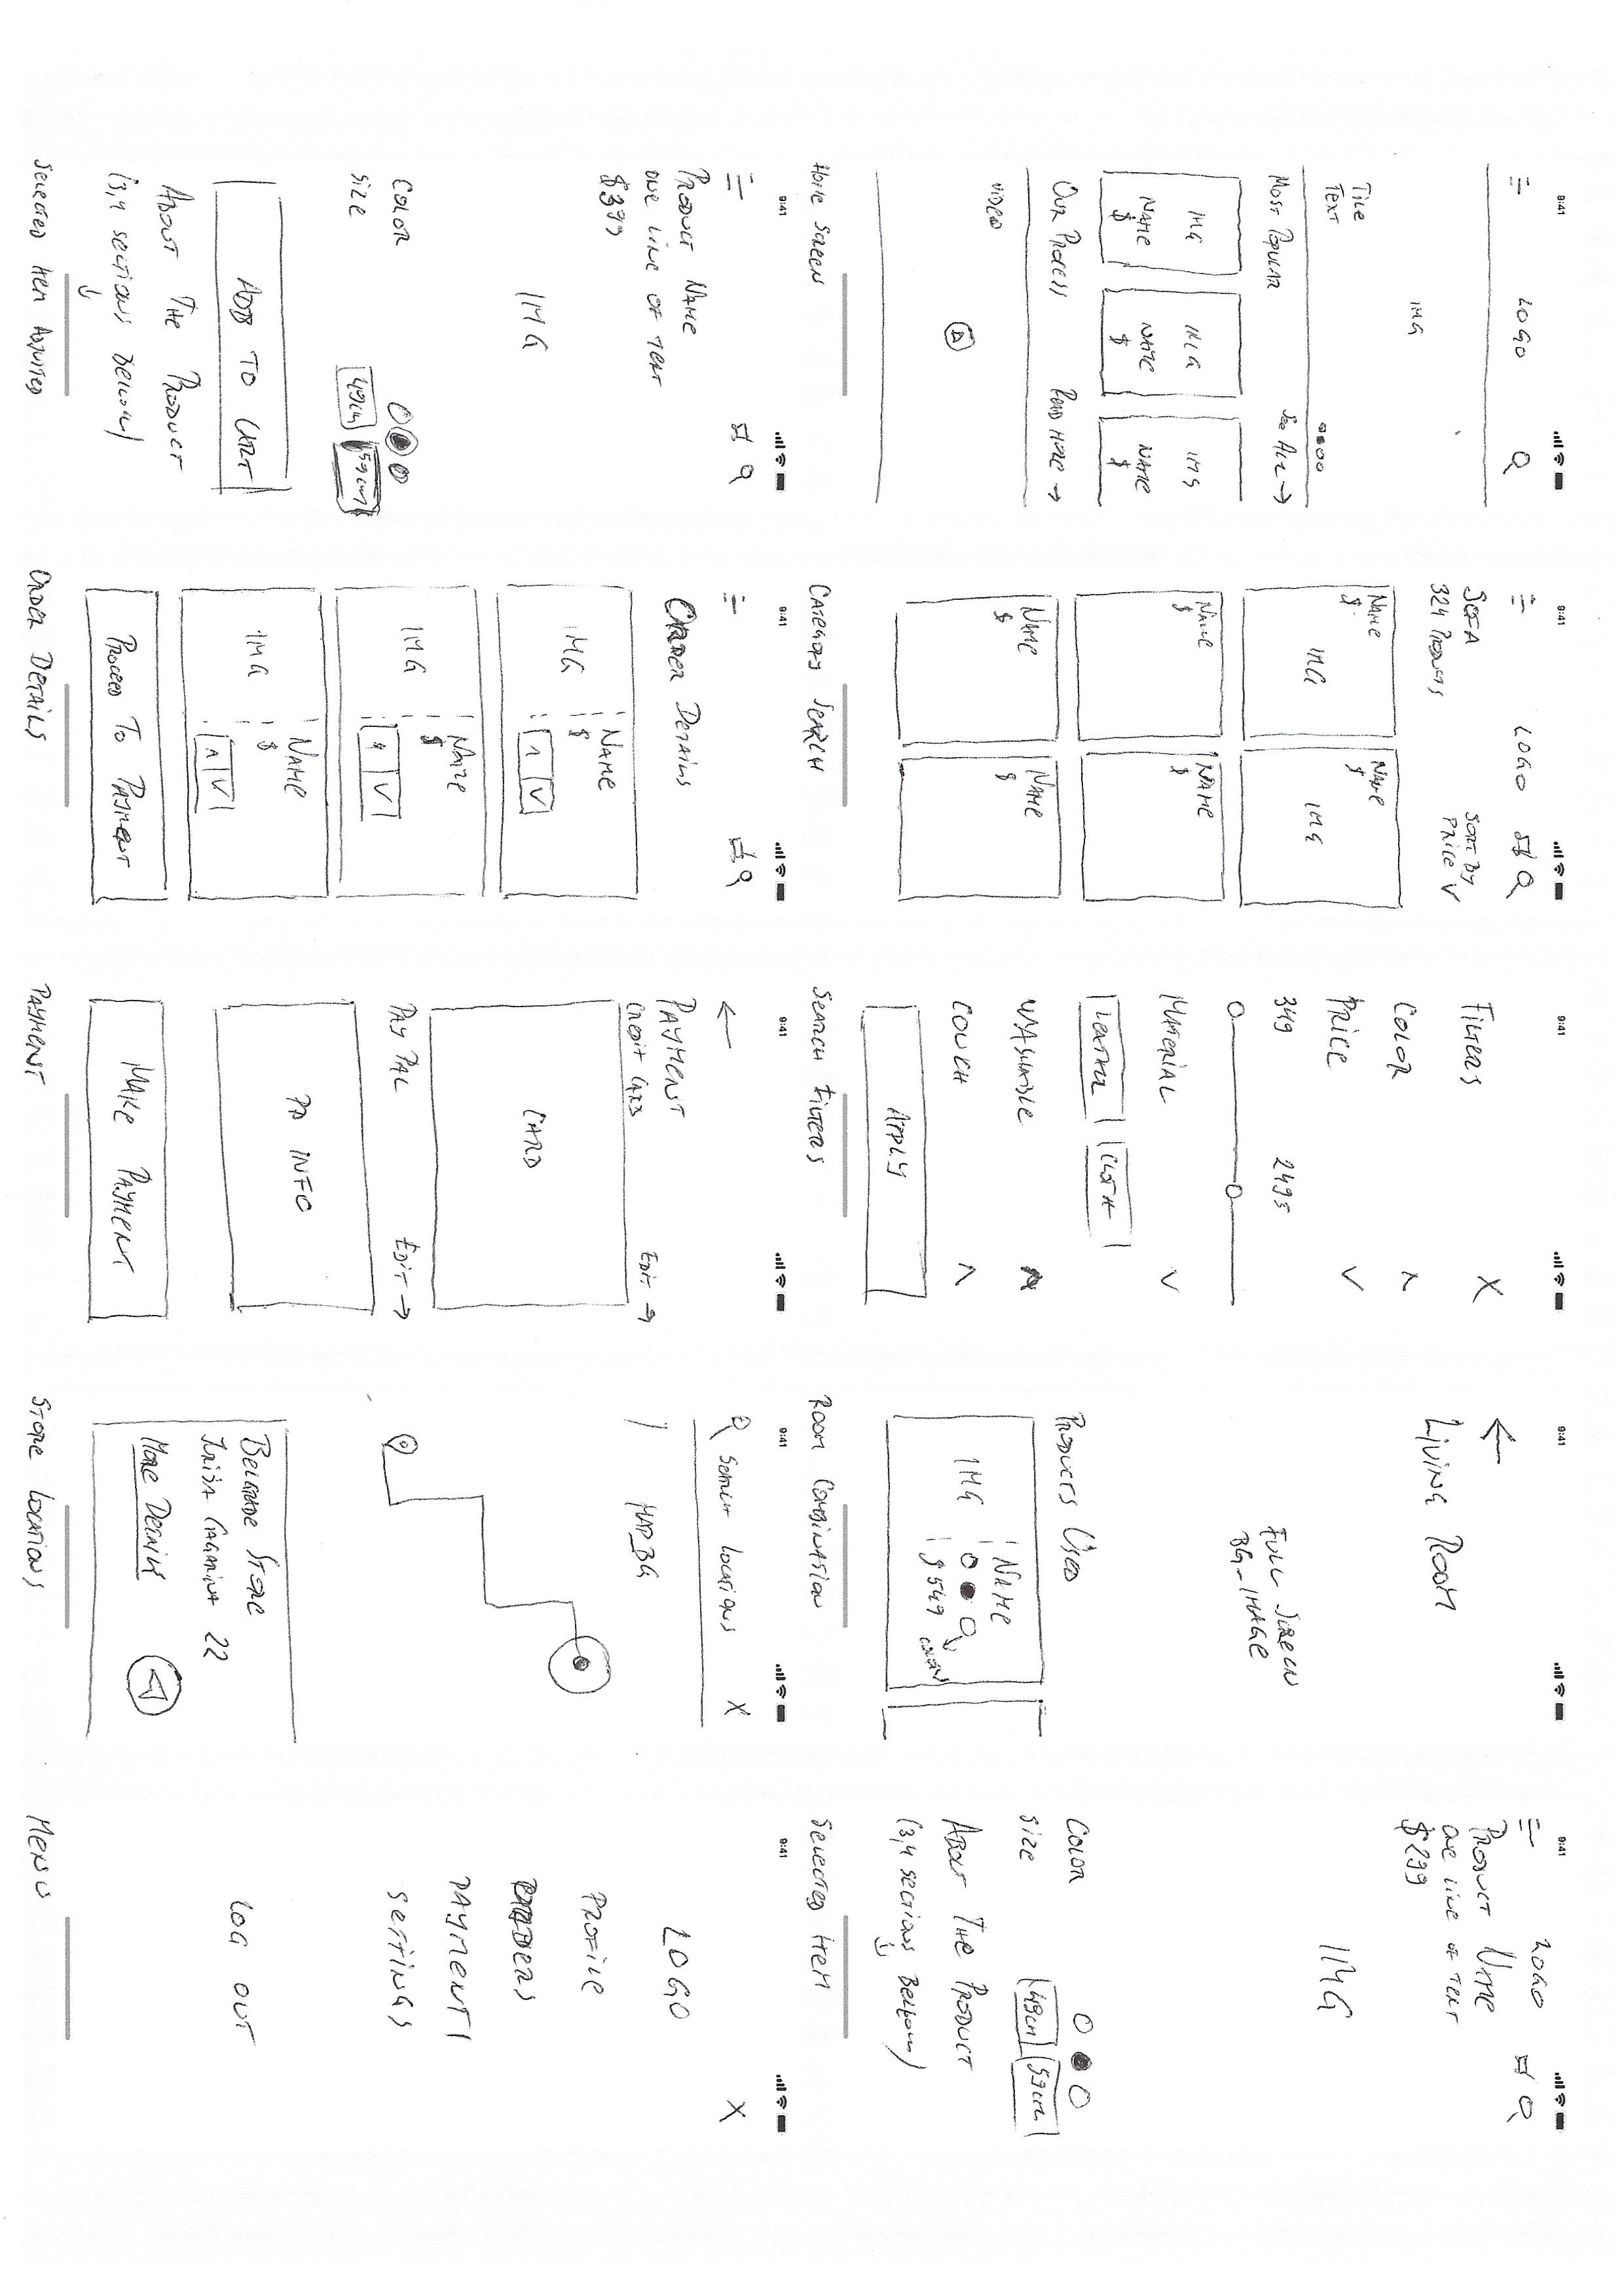 9:41
LOGO
IMG
Title
Text
Most Popular
See All →
IMG
NAME
$
IMG
NAME
$
IMG
NAME
$
Our Process
Read More →
VIDEO
Home Screen
9:41
LOGO
SOFA
324 Products
SORT BY
PRICE
NAME
$
IMG
NAME
$
IMG
NAME
$
NAME
$
NAME
$
NAME
$
Category Search
9:41
Filters
X
COLOR
PRICE
349
2495
MATERIAL
LEATHER
CLOTH
WASHABLE
COUCH
APPLY
Search Filters
9:41
←
Living Room
Full Screen
BG_IMAGE
Products Used
IMG
NAME
$549
Room Combination
9:41
LOGO
Product Name
One line of text
$299
IMG
COLOR
Size
49cm
59cm
About The Product
(3,4 sections
↓
Selected Item
9:41
Product Name
One line of text
$399
IMG
COLOR
Size
49cm
59cm
ADD TO CART
About The Product
(3,4 sections
↓
Selected Item Adjusted
9:41
Order Details
IMG
NAME
$
1
IMG
NAME
$
IMG
NAME
$
1
Proceed To Payment
Order Details
9:41
←
Payment
Credit Card
Edit →
CARD
Pay Pal
Edit →
PP INFO
Make Payment
Payment
9:41
Search Locations
X
MAP_BG
Belgrade Store
Jurija Gagarina 22
More Details
Store Locations
9:41
X
LOGO
Profile
Orders
Payment
Settings
LOG OUT
Menu